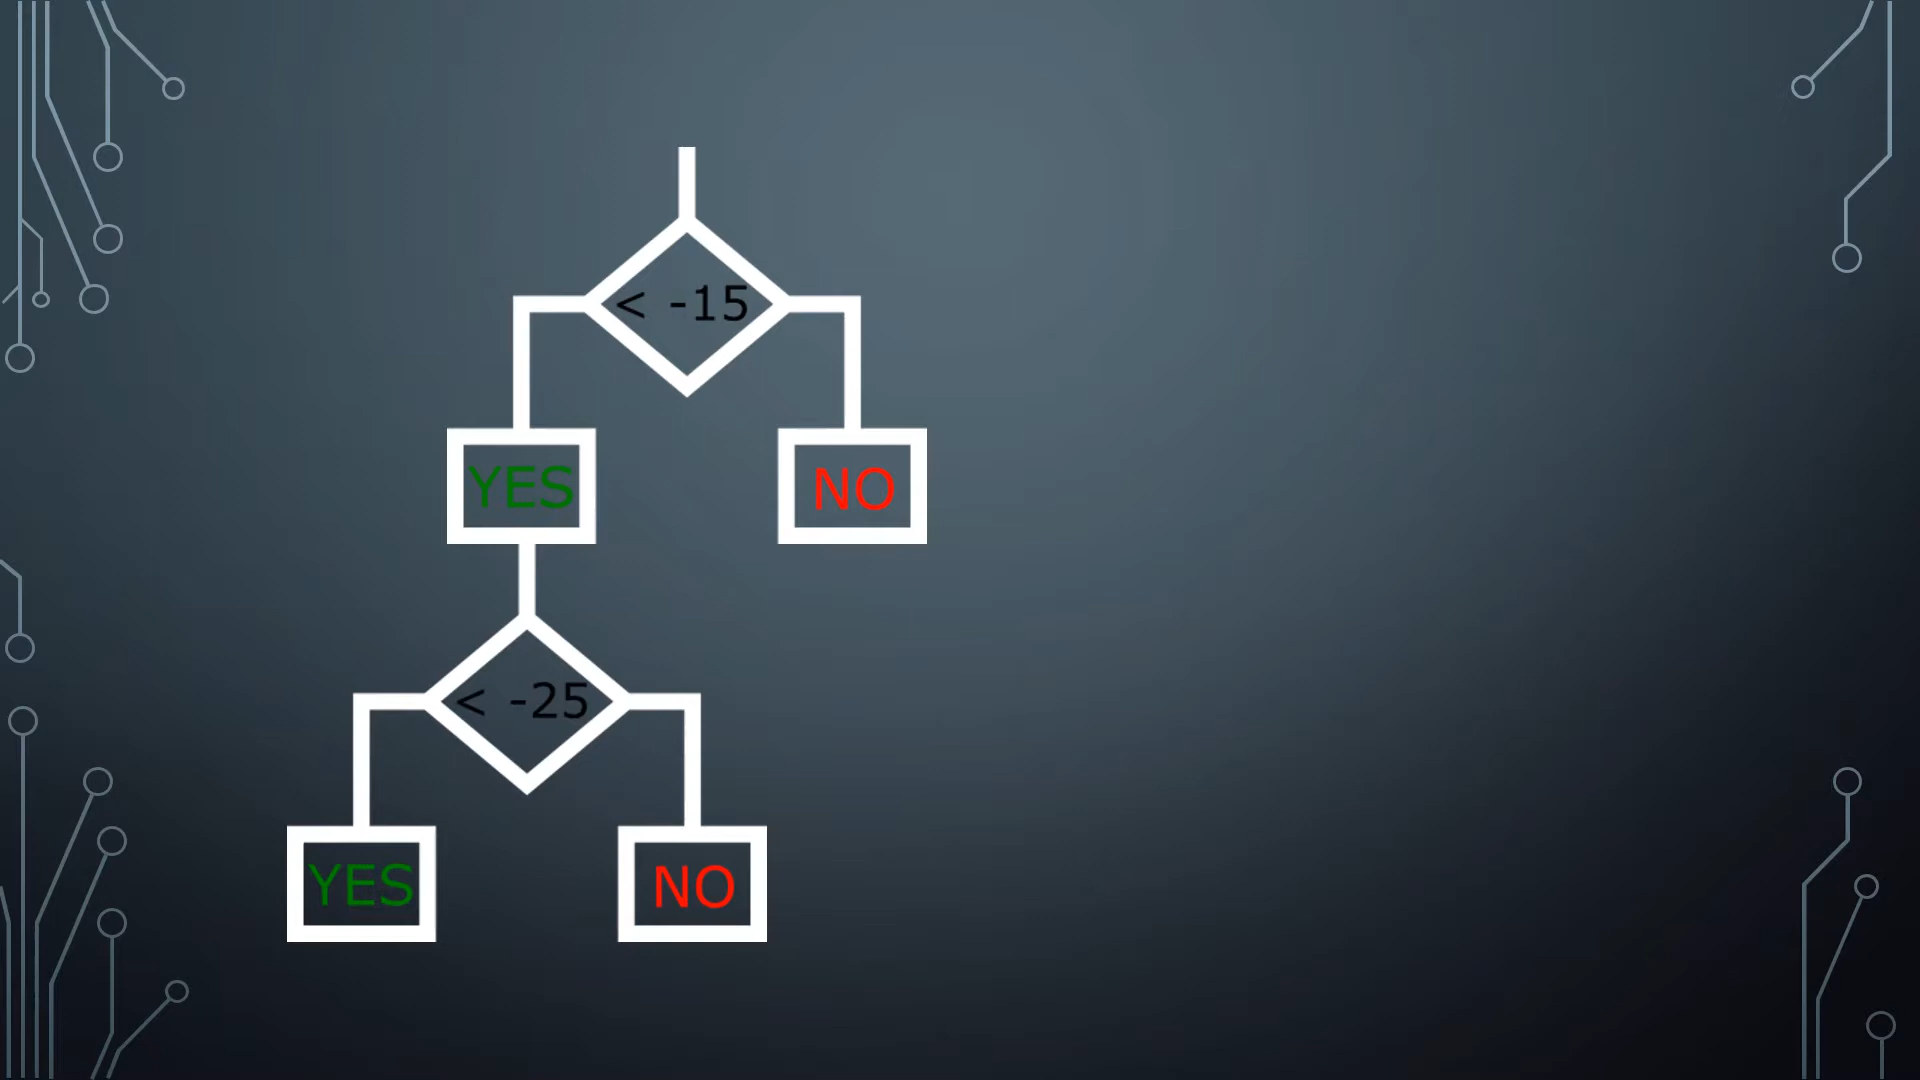 < -15
YES
NO
< -25
YES
NO